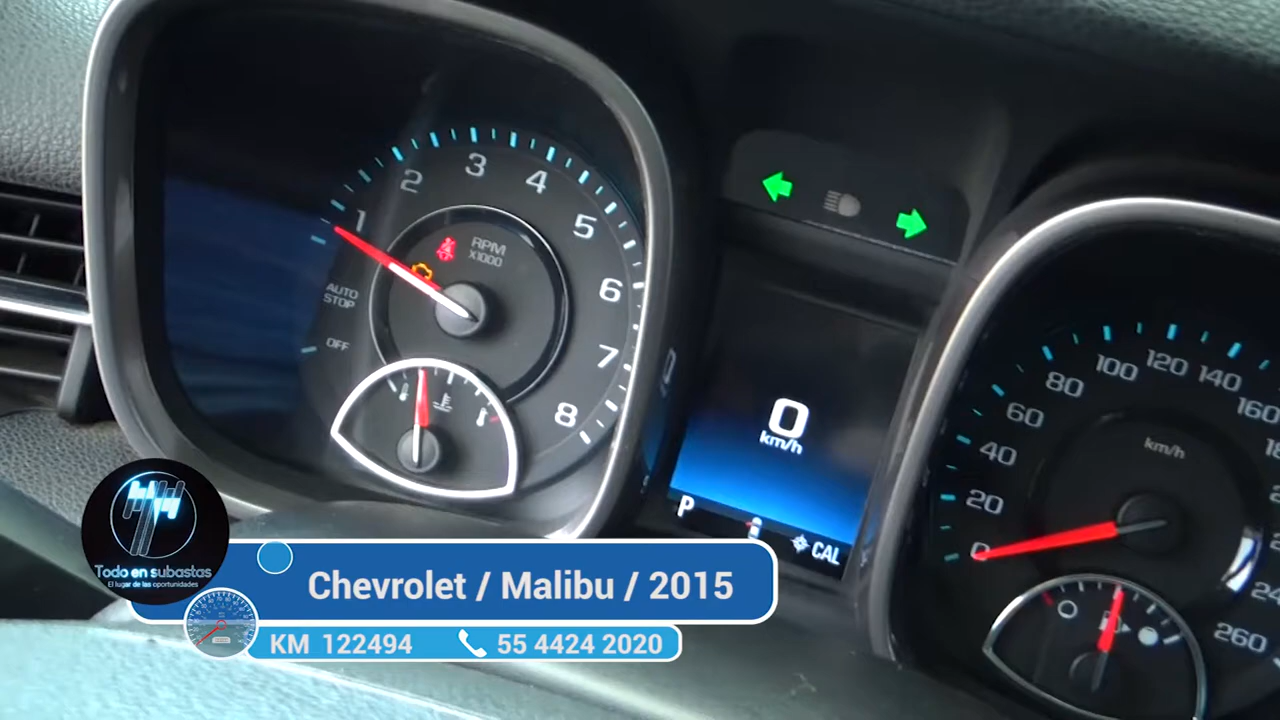 1
2
3
4
5
6
7
8
RPM
X1000
AUTO
STOP
OFF
0
km/h
P
CAL
0
20
40
60
80
100
120
140
160
260
km/h
Todo en subastas
El lugar de las oportunidades
Chevrolet / Malibu / 2015
KM 122494
55 4424 2020